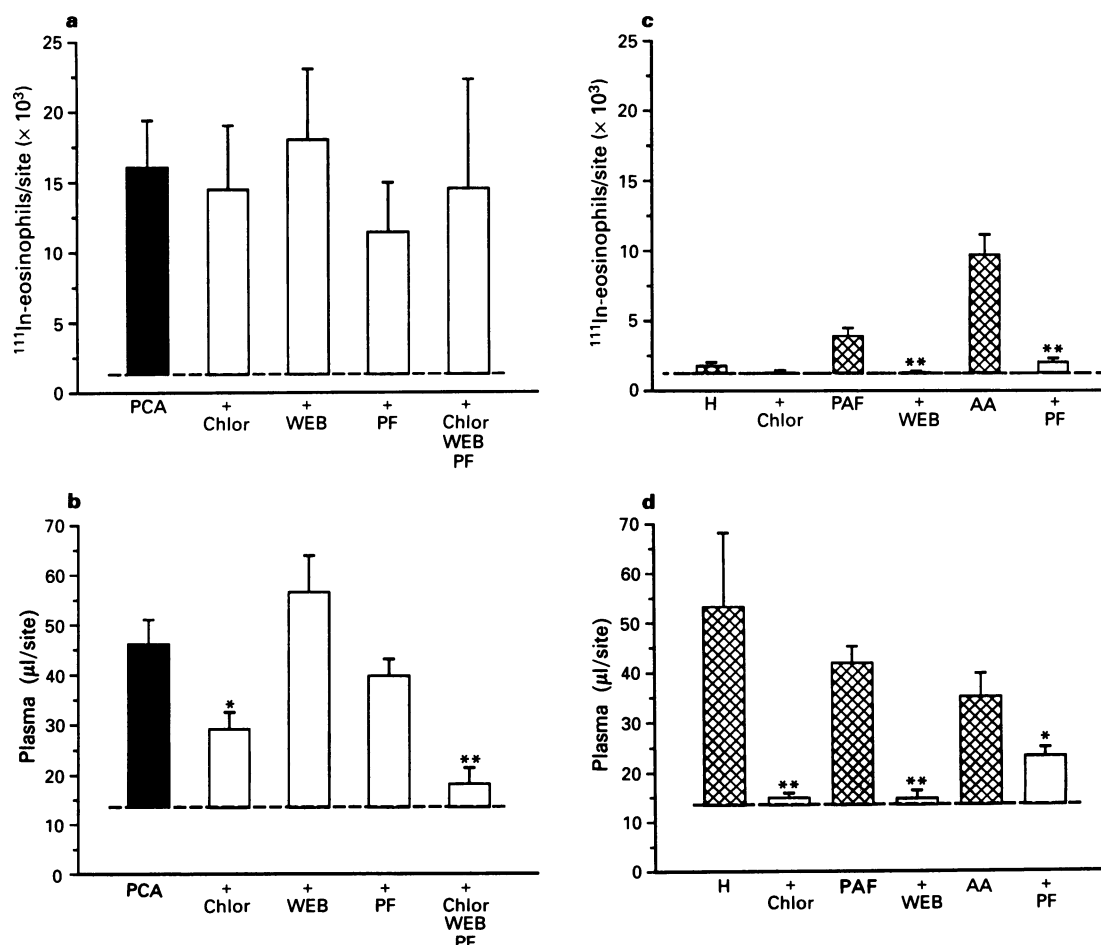 a
25
20
15
10
5
0
¹¹¹In-eosinophils/site (× 10³)
PCA
+
Chlor
+
WEB
+
PF
+
Chlor
WEB
PF
c
25
20
15
10
5
0
¹¹¹In-eosinophils/site (× 10³)
**
**
H
+
Chlor
PAF
+
WEB
AA
+
PF
b
70
60
50
40
30
20
10
0
Plasma (μl/site)
*
**
PCA
+
Chlor
+
WEB
+
PF
+
Chlor
WEB
PF
d
70
60
50
40
30
20
10
0
Plasma (μl/site)
**
**
*
H
+
Chlor
PAF
+
WEB
AA
+
PF